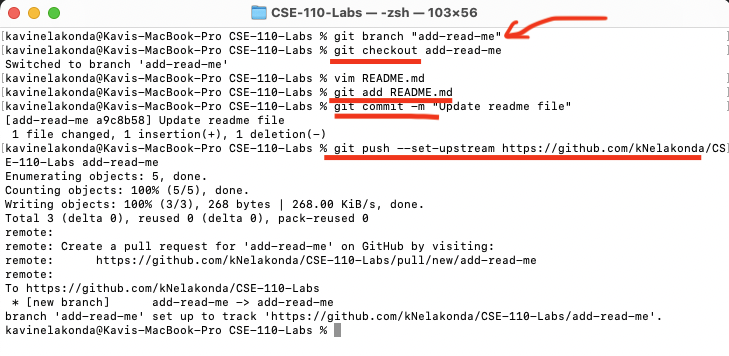 CSE-110-Labs — -zsh — 103×56
[kavinelakonda@Kavis-MacBook-Pro CSE-110-Labs % git branch "add-read-me"
[kavinelakonda@Kavis-MacBook-Pro CSE-110-Labs % git checkout add-read-me
Switched to branch 'add-read-me'
[kavinelakonda@Kavis-MacBook-Pro CSE-110-Labs % vim README.md
[kavinelakonda@Kavis-MacBook-Pro CSE-110-Labs % git add README.md
[kavinelakonda@Kavis-MacBook-Pro CSE-110-Labs % git commit -m "Update readme file"
[add-read-me a9c8b58] Update readme file
 1 file changed, 1 insertion(+), 1 deletion(-)
[kavinelakonda@Kavis-MacBook-Pro CSE-110-Labs % git push --set-upstream https://github.com/kNelakonda/CS]
E-110-Labs add-read-me
Enumerating objects: 5, done.
Counting objects: 100% (5/5), done.
Writing objects: 100% (3/3), 268 bytes | 268.00 KiB/s, done.
Total 3 (delta 0), reused 0 (delta 0), pack-reused 0
remote:
remote: Create a pull request for 'add-read-me' on GitHub by visiting:
remote:      https://github.com/kNelakonda/CSE-110-Labs/pull/new/add-read-me
remote:
To https://github.com/kNelakonda/CSE-110-Labs
 * [new branch]      add-read-me -> add-read-me
branch 'add-read-me' set up to track 'https://github.com/kNelakonda/CSE-110-Labs/add-read-me'.
kavinelakonda@Kavis-MacBook-Pro CSE-110-Labs %